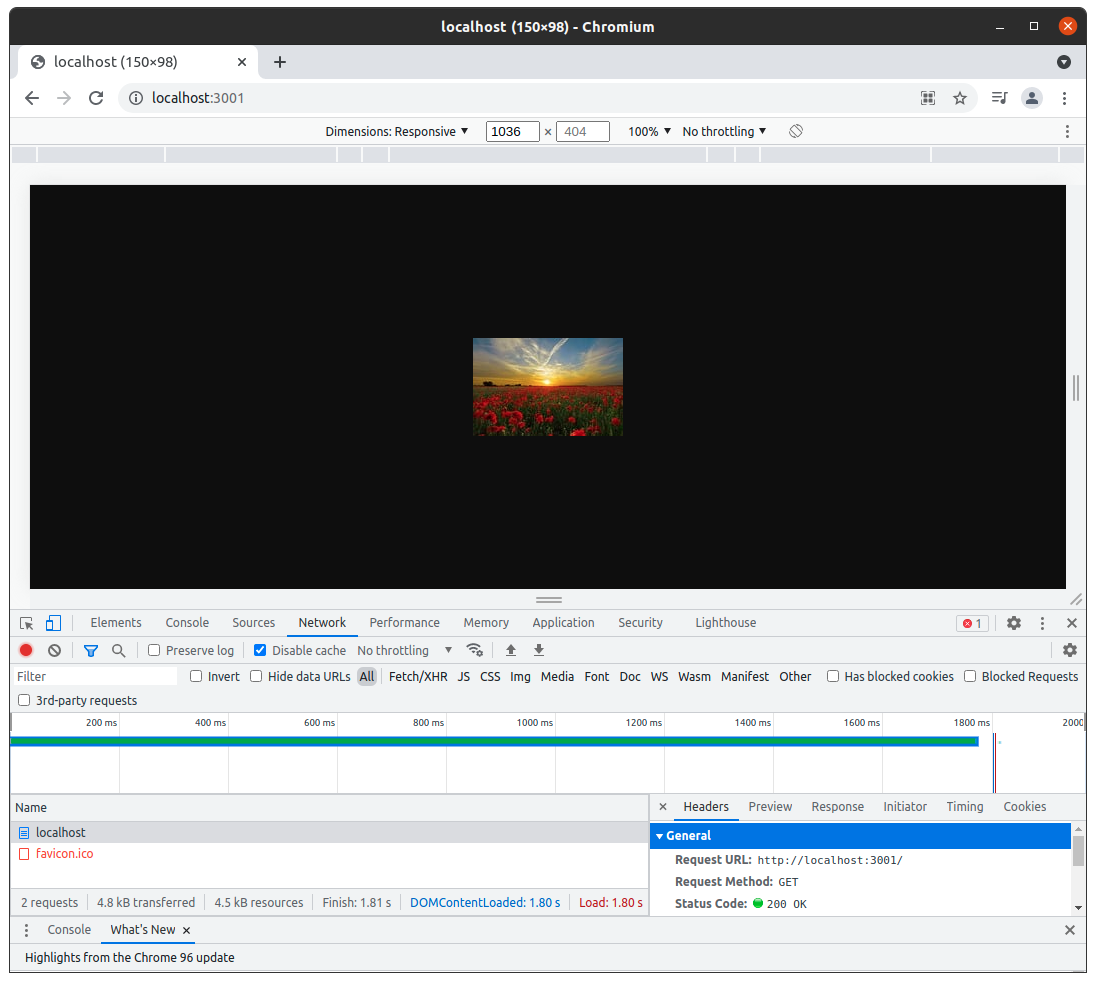 localhost (150×98) - Chromium
localhost (150×98)
localhost:3001
Dimensions: Responsive ▼ 1036 × 404 100% ▼ No throttling ▼
Elements Console Sources Network Performance Memory Application Security Lighthouse 1
Preserve log Disable cache No throttling ▼
Filter Invert Hide data URLs All Fetch/XHR JS CSS Img Media Font Doc WS Wasm Manifest Other Has blocked cookies Blocked Requests
3rd-party requests
200 ms 400 ms 600 ms 800 ms 1000 ms 1200 ms 1400 ms 1600 ms 1800 ms 2000
Name
Headers Preview Response Initiator Timing Cookies
localhost
favicon.ico
General
Request URL: http://localhost:3001/
Request Method: GET
Status Code: 200 OK
2 requests 4.8 kB transferred 4.5 kB resources Finish: 1.81 s DOMContentLoaded: 1.80 s Load: 1.80 s
Console What's New
Highlights from the Chrome 96 update